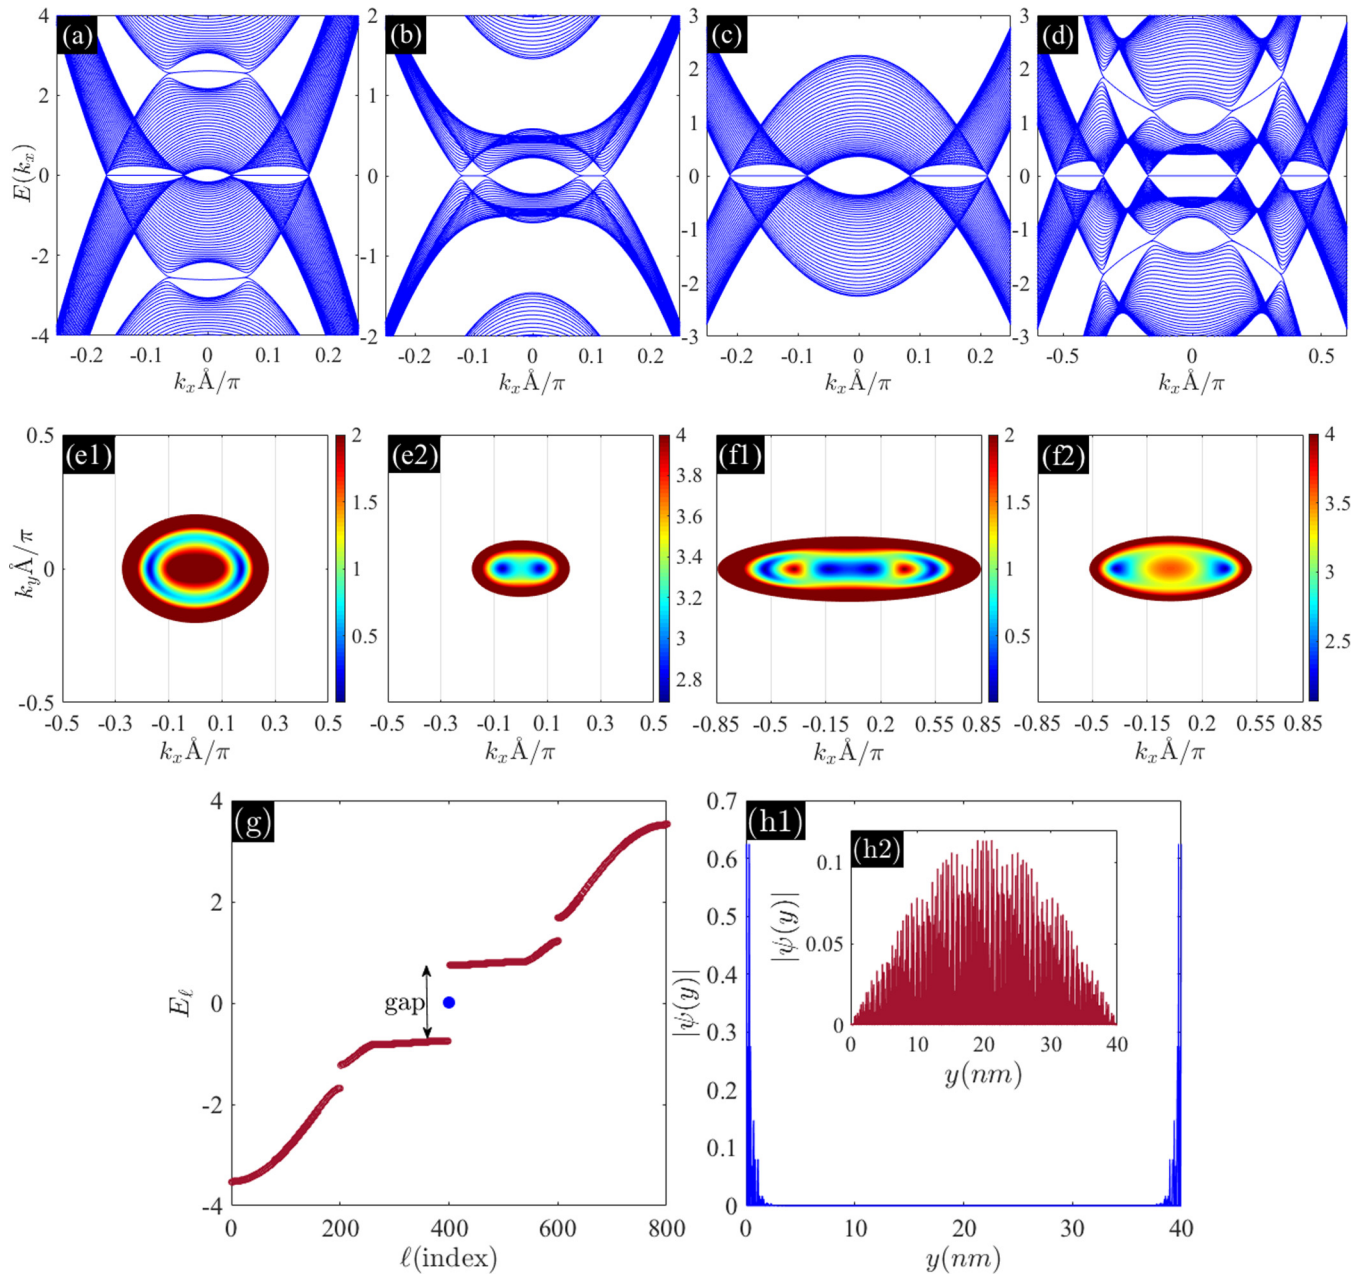 (a) (b) (c) (d)
4 2 3 3
2 1 2 2
1 1
E(kₓ) 0 0 0 0
-1 -1
-2 -1 -2 -2
-4 -2 -3 -3
-0.2 -0.1 0 0.1 0.2 -0.2 -0.1 0 0.1 0.2 -0.2 -0.1 0 0.1 0.2 -0.5 0 0.5
kₓÅ/π kₓÅ/π kₓÅ/π kₓÅ/π
(e1) (e2) (f1) (f2)
0.5 2 4 2 4
3.8
1.5 3.6 1.5 3.5
k_yÅ/π 0 1 3.4 1 3
3.2
0.5 3 0.5 2.5
2.8
-0.5
-0.5 -0.3 -0.1 0.1 0.3 0.5 -0.5 -0.3 -0.1 0.1 0.3 0.5 -0.85 -0.5 -0.15 0.2 0.55 0.85 -0.85 -0.5 -0.15 0.2 0.55 0.85
kₓÅ/π kₓÅ/π kₓÅ/π kₓÅ/π
(g)
4
2
E_ℓ 0
-2
-4
gap
0 200 400 600 800
ℓ(index)
(h1)
0.7
0.6
0.5
0.4
0.3
0.2
0.1
0
|ψ(y)|
0 10 20 30 40
y(nm)
(h2)
0.1
0.05
0
|ψ(y)|
0 10 20 30 40
y(nm)